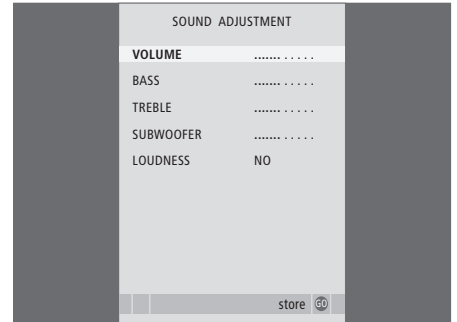 SOUND ADJUSTMENT
VOLUME ....... . . . . .
BASS ....... . . . . .
TREBLE ....... . . . . .
SUBWOOFER ....... . . . . .
LOUDNESS NO
store GO